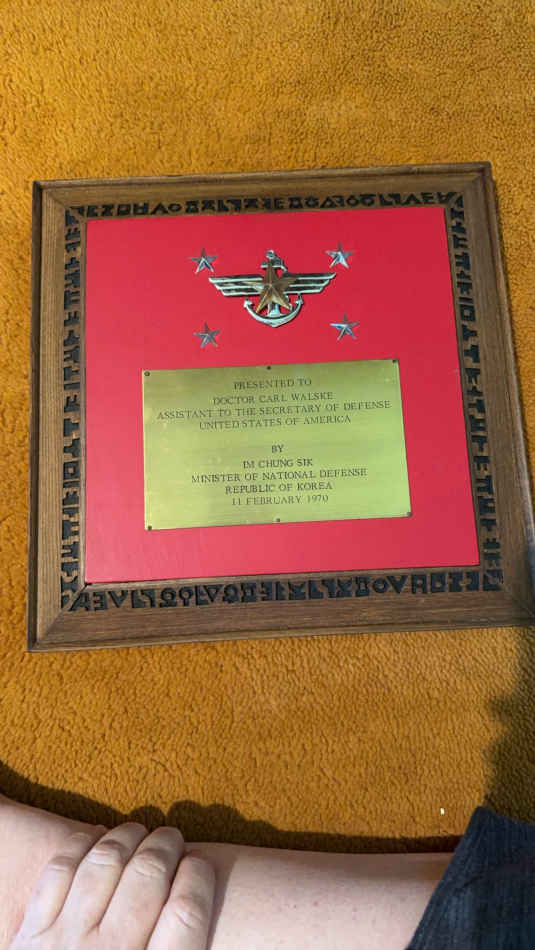 PRESENTED TO
DOCTOR CARL WALSKE
ASSISTANT TO THE SECRETARY OF DEFENSE
UNITED STATES OF AMERICA
BY
IM CHUNG SIK
MINISTER OF NATIONAL DEFENSE
REPUBLIC OF KOREA
11 FEBRUARY 1970